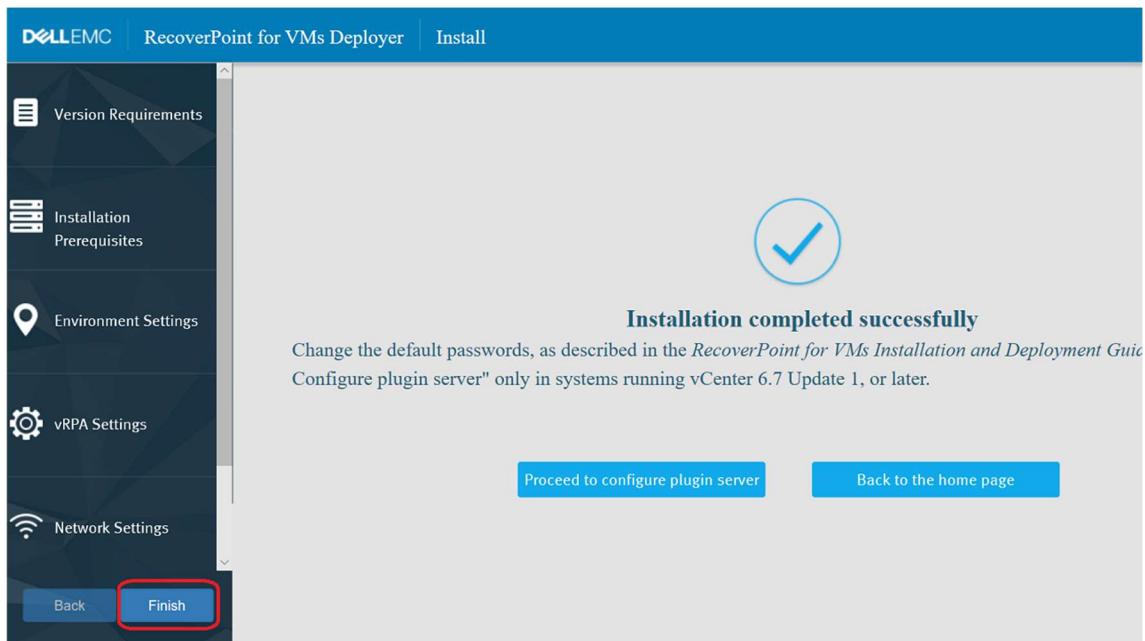 DELLEMC RecoverPoint for VMs Deployer Install
Version Requirements
Installation
Prerequisites
Environment Settings
vRPA Settings
Network Settings
Back Finish
Installation completed successfully
Change the default passwords, as described in the RecoverPoint for VMs Installation and Deployment
Configure plugin server" only in systems running vCenter 6.7 Update 1, or later.
Proceed to configure plugin server Back to the home page